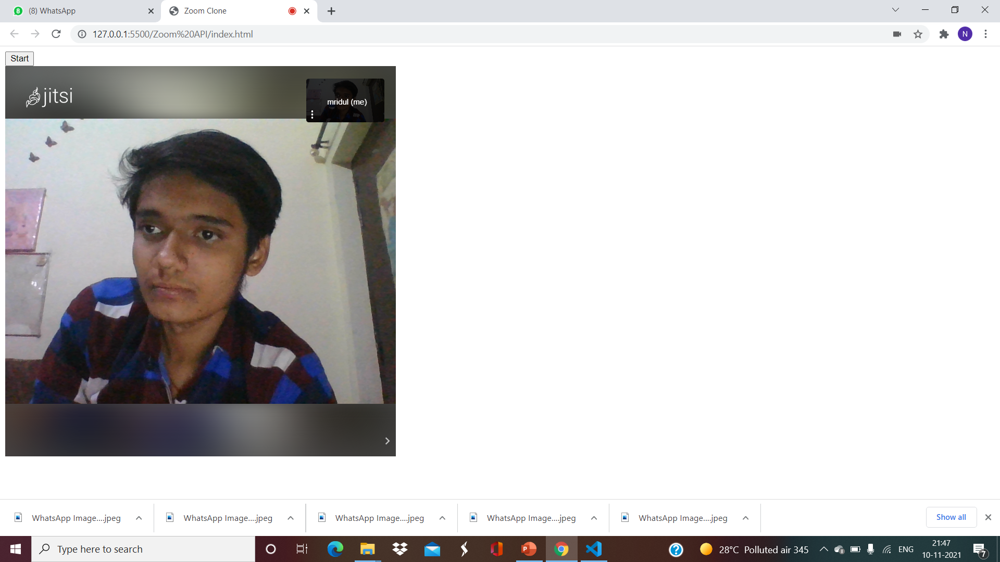 (8) WhatsApp
Zoom Clone
127.0.0.1:5500/Zoom%20API/index.html
N
Start
jitsi
mridul (me)
WhatsApp Image....jpeg
WhatsApp Image....jpeg
WhatsApp Image....jpeg
WhatsApp Image....jpeg
WhatsApp Image....jpeg
Show all
Type here to search
28°C Polluted air 345
ENG
21:47
10-11-2021
7